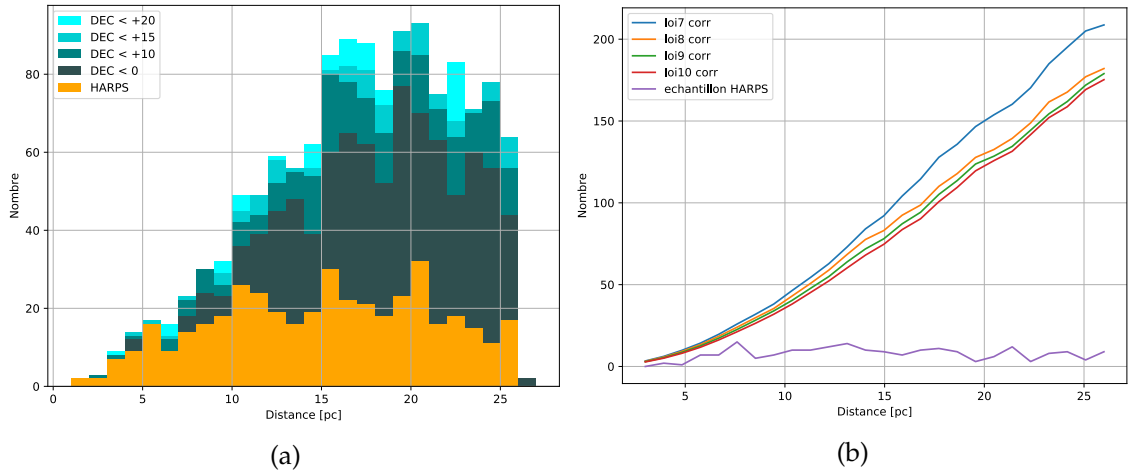 DEC < +20
DEC < +15
DEC < +10
DEC < 0
HARPS
80
60
40
20
0
Nombre
0 5 10 15 20 25
Distance [pc]
(a)
loi7 corr
loi8 corr
loi9 corr
loi10 corr
echantillon HARPS
200
150
100
50
0
Nombre
5 10 15 20 25
Distance [pc]
(b)